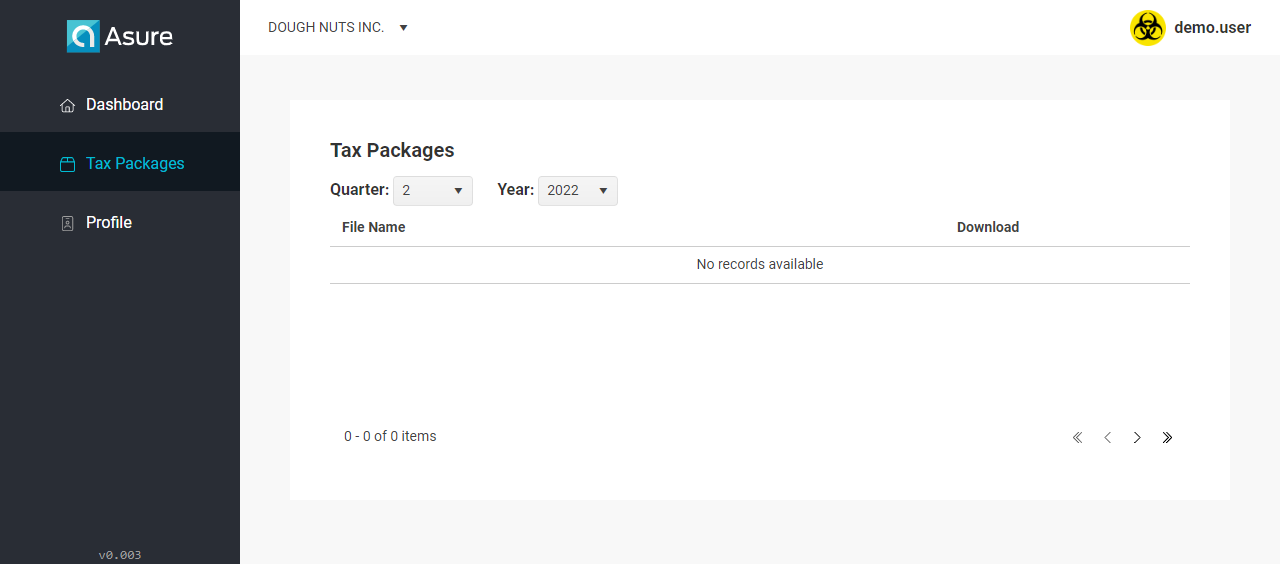 Asure
DOUGH NUTS INC.
demo.user
Dashboard
Tax Packages
Profile
Tax Packages
Quarter: 2 Year: 2022
File Name Download
No records available
0 - 0 of 0 items
v0.003